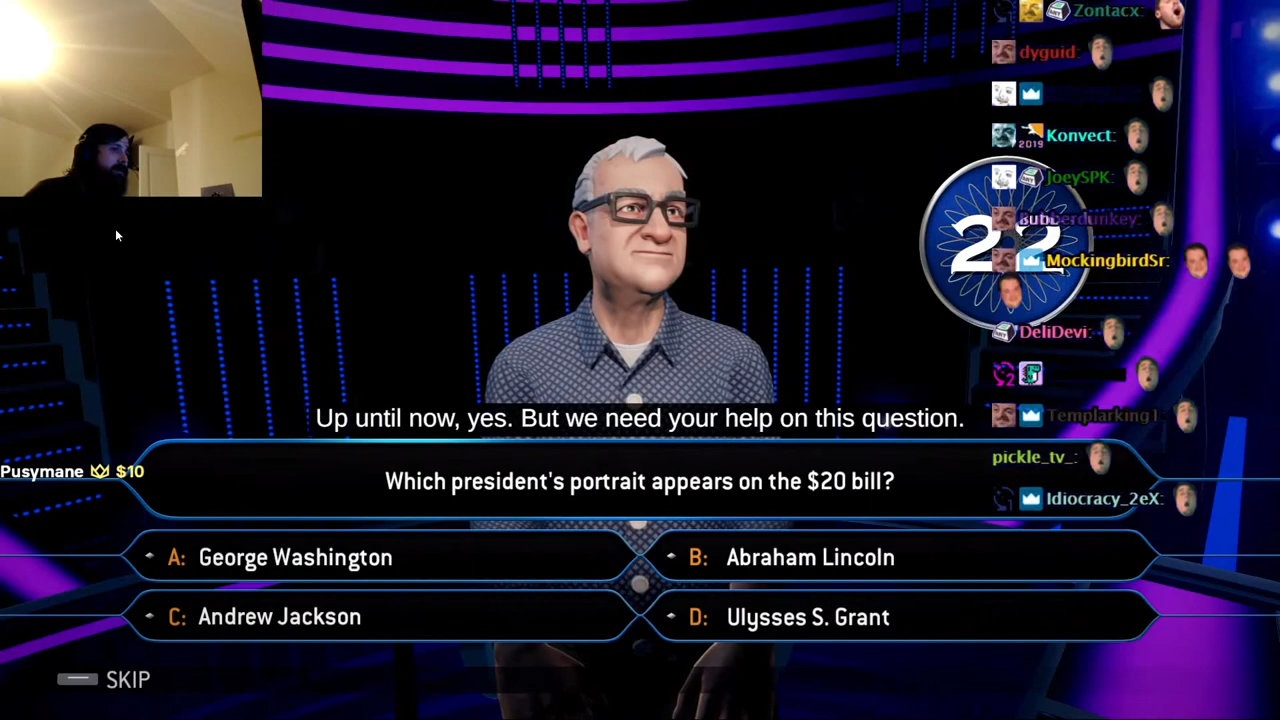 Zontacx:
dyguid:
Konvect:
2019
JoeySPK:
Bubberdunkey:
22
MockingbirdSr:
DeliDevi:
Templarking1
pickle_tv_:
Idiocracy_2eX:
Up until now, yes. But we need your help on this question.
Pusymane $10
Which president's portrait appears on the $20 bill?
A: George Washington
B: Abraham Lincoln
C: Andrew Jackson
D: Ulysses S. Grant
SKIP